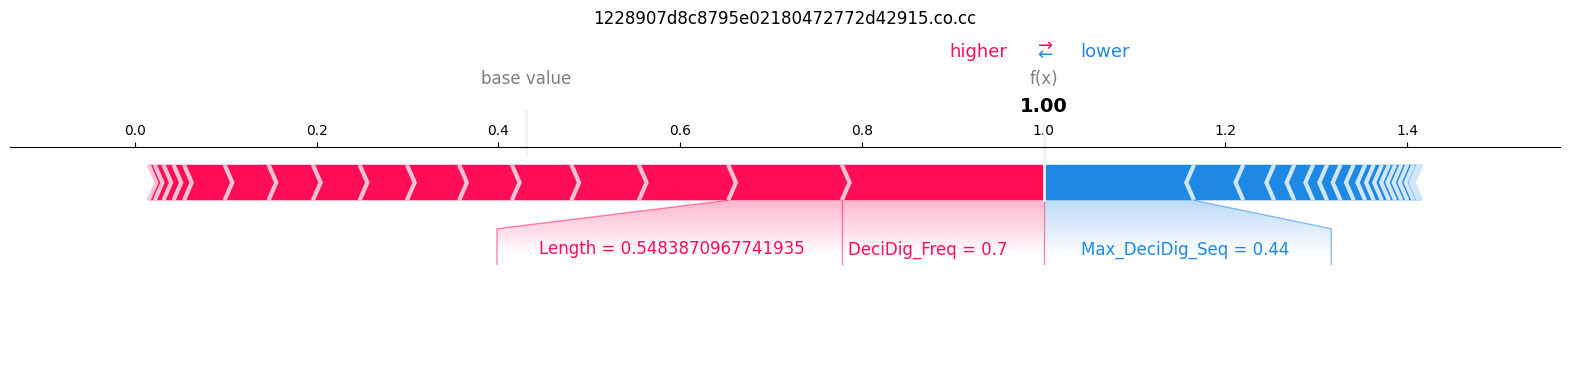 1228907d8c8795e02180472772d42915.co.cc
higher ⇄ lower
base value f(x)
1.00
0.0 0.2 0.4 0.6 0.8 1.0 1.2 1.4
Length = 0.5483870967741935 DeciDig_Freq = 0.7 Max_DeciDig_Seq = 0.44